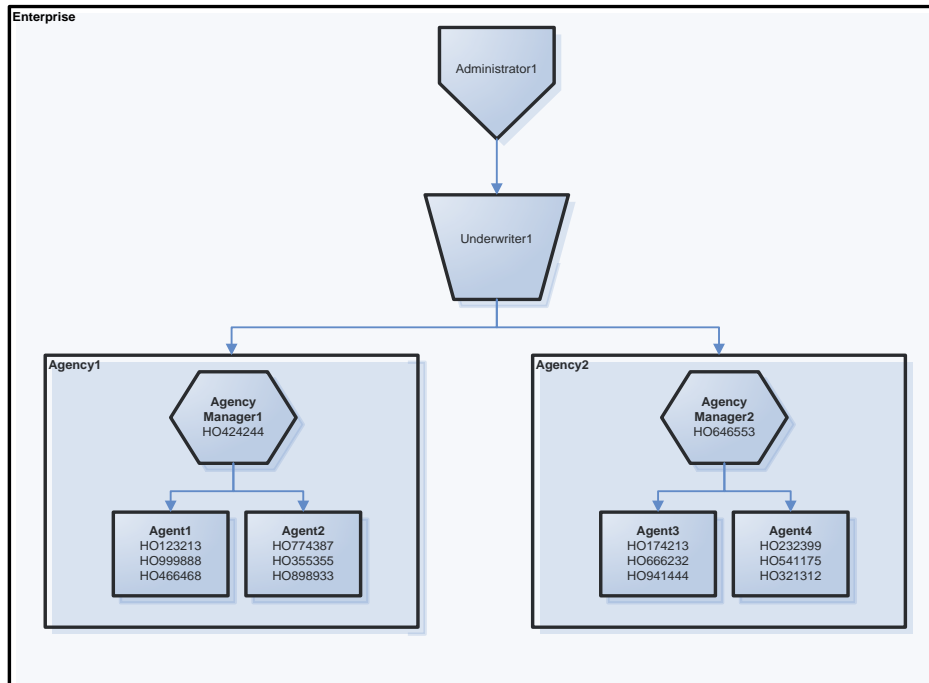 Enterprise
Administrator1
Underwriter1
Agency1
Agency
Manager1
HO424244
Agent1
HO123213
HO999888
HO466468
Agent2
HO774387
HO355355
HO898933
Agency2
Agency
Manager2
HO646553
Agent3
HO174213
HO666232
HO941444
Agent4
HO232399
HO541175
HO321312